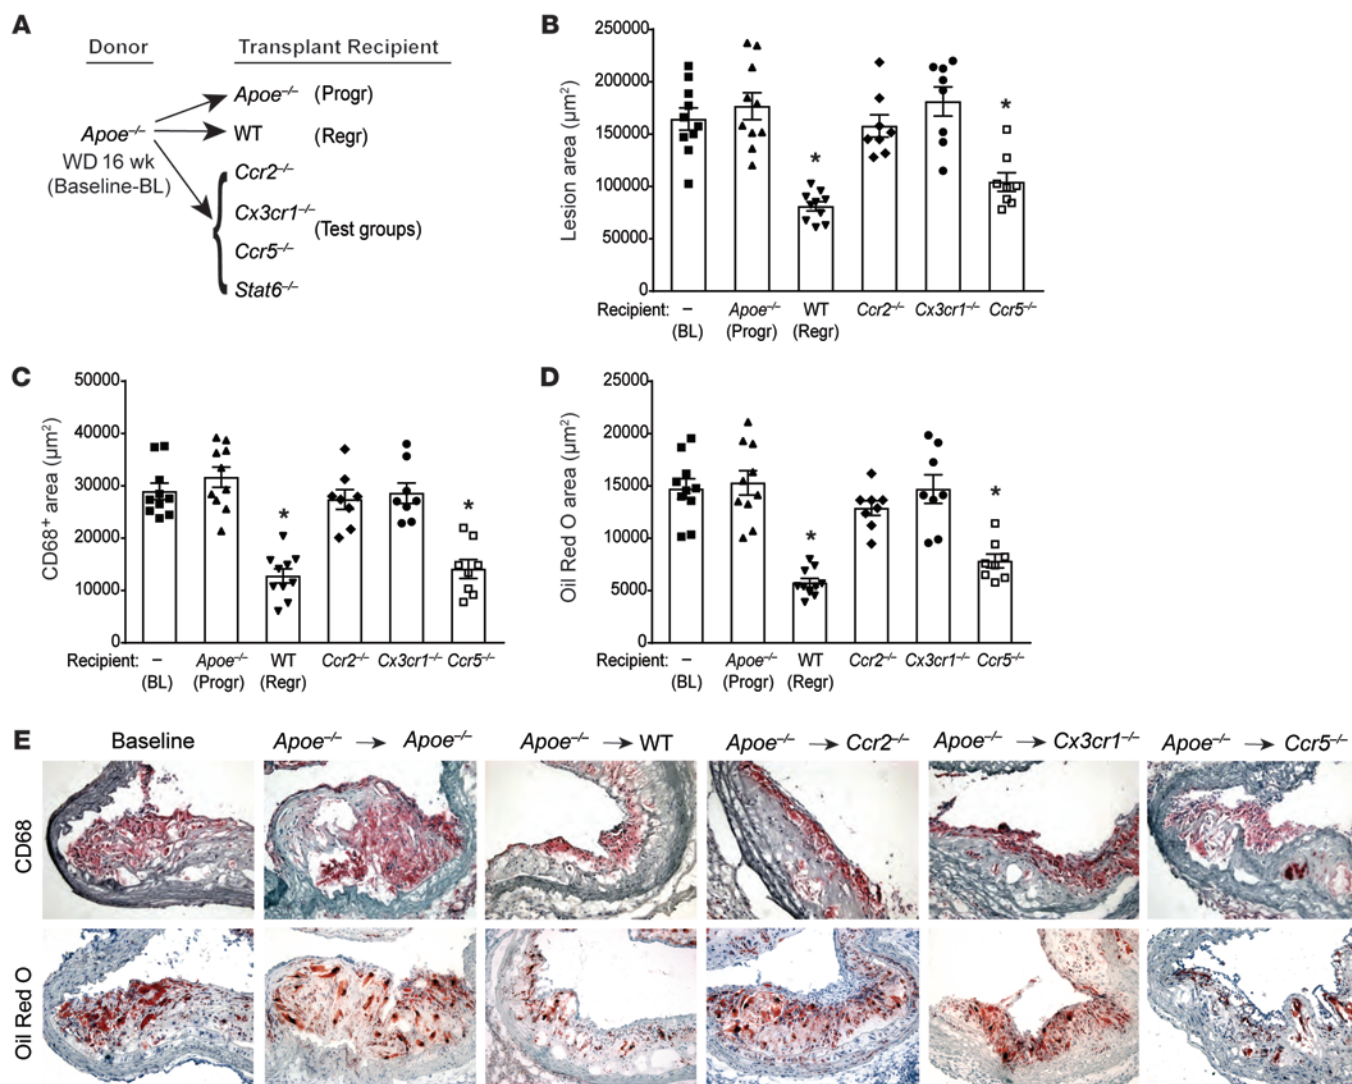 A
Donor
Transplant Recipient
Apoe–/–
(Progr)
Apoe–/–
WT
(Regr)
WD 16 wk
(Baseline-BL)
Ccr2–/–
Cx3cr1–/–
(Test groups)
Ccr5–/–
Stat6–/–
B
Lesion area (µm²)
250000
200000
150000
100000
50000
0
*
*
Recipient: – Apoe–/– WT Ccr2–/– Cx3cr1–/– Ccr5–/–
(BL) (Progr) (Regr)
C
CD68+ area (µm²)
50000
40000
30000
20000
10000
0
*
*
Recipient: – Apoe–/– WT Ccr2–/– Cx3cr1–/– Ccr5–/–
(BL) (Progr) (Regr)
D
Oil Red O area (µm²)
25000
20000
15000
10000
5000
0
*
*
Recipient: – Apoe–/– WT Ccr2–/– Cx3cr1–/– Ccr5–/–
(BL) (Progr) (Regr)
E
Baseline
Apoe–/– → Apoe–/–
Apoe–/– → WT
Apoe–/– → Ccr2–/–
Apoe–/– → Cx3cr1–/–
Apoe–/– → Ccr5–/–
CD68
Oil Red O